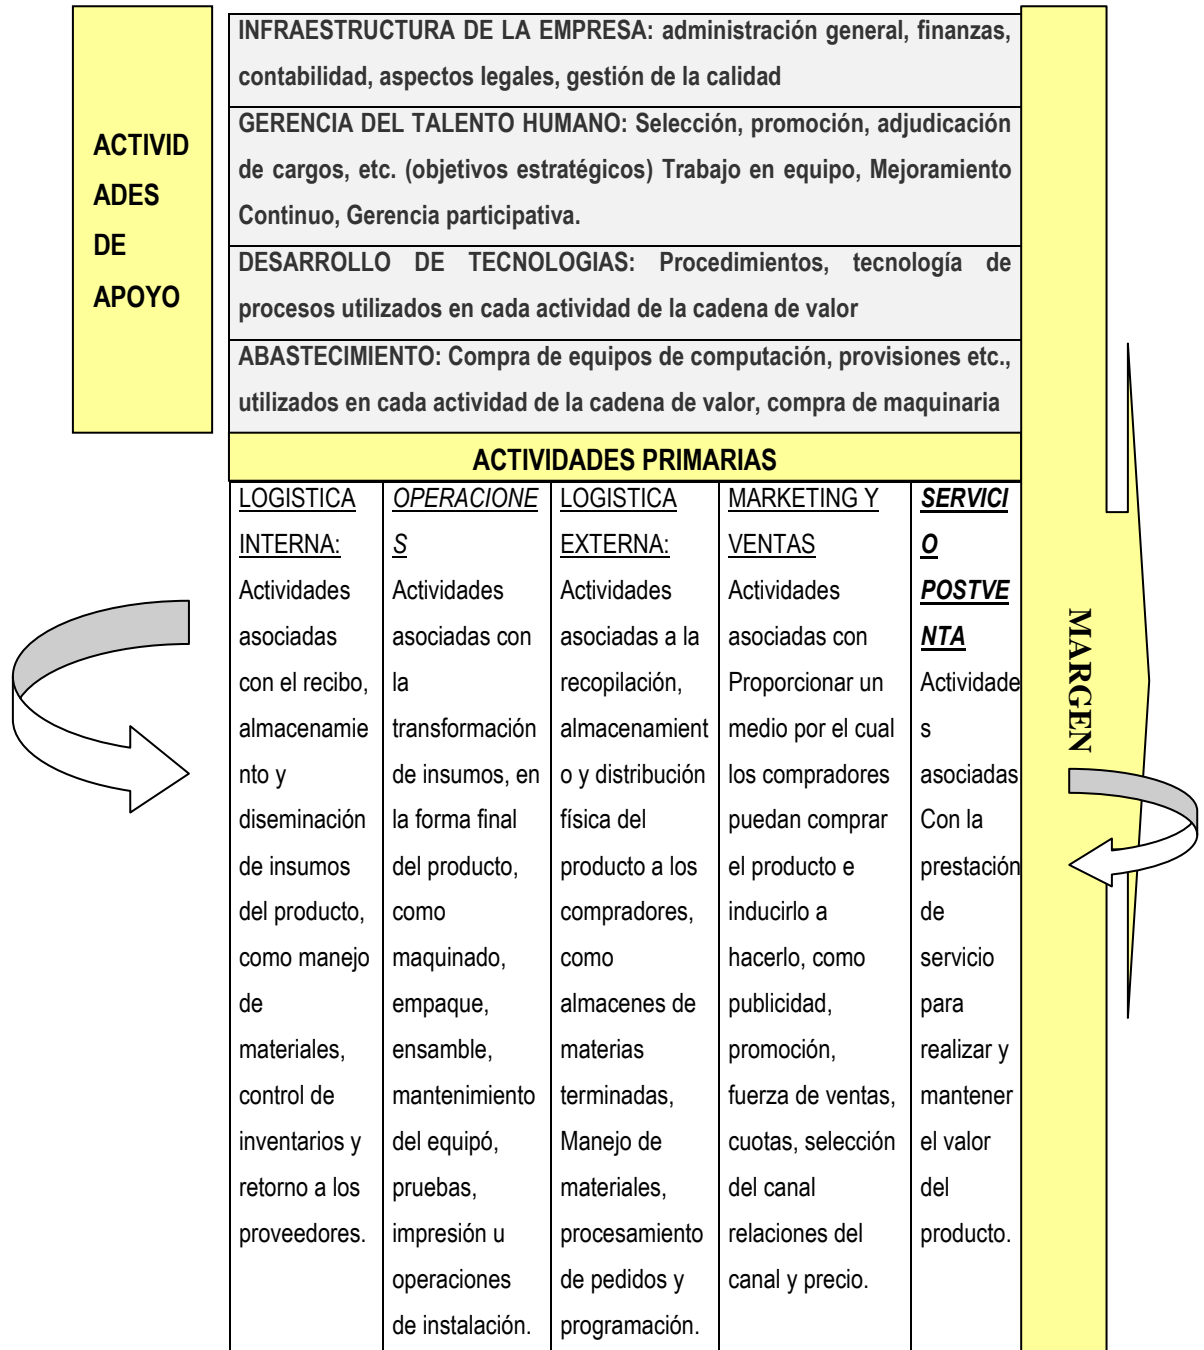 ACTIVID
ADES
DE
APOYO
INFRAESTRUCTURA DE LA EMPRESA: administración general, finanzas,
contabilidad, aspectos legales, gestión de la calidad
GERENCIA DEL TALENTO HUMANO: Selección, promoción, adjudicación
de cargos, etc. (objetivos estratégicos) Trabajo en equipo, Mejoramiento
Continuo, Gerencia participativa.
DESARROLLO DE TECNOLOGIAS: Procedimientos, tecnología de
procesos utilizados en cada actividad de la cadena de valor
ABASTECIMIENTO: Compra de equipos de computación, provisiones etc.,
utilizados en cada actividad de la cadena de valor, compra de maquinaria
ACTIVIDADES PRIMARIAS
LOGISTICA
INTERNA:
Actividades
asociadas
con el recibo,
almacenamie
nto y
diseminación
de insumos
del producto,
como manejo
de
materiales,
control de
inventarios y
retorno a los
proveedores.
OPERACIONE
S
Actividades
asociadas con
la
transformación
de insumos, en
la forma final
del producto,
como
maquinado,
empaque,
ensamble,
mantenimiento
del equipó,
pruebas,
impresión u
operaciones
de instalación.
LOGISTICA
EXTERNA:
Actividades
asociadas a la
recopilación,
almacenamient
o y distribución
física del
producto a los
compradores,
como
almacenes de
materias
terminadas,
Manejo de
materiales,
procesamiento
de pedidos y
programación.
MARKETING Y
VENTAS
Actividades
asociadas con
Proporcionar un
medio por el cual
los compradores
puedan comprar
el producto e
inducirlo a
hacerlo, como
publicidad,
promoción,
fuerza de ventas,
cuotas, selección
del canal
relaciones del
canal y precio.
SERVICI
O
POSTVE
NTA
Actividade
s
asociadas
Con la
prestación
de
servicio
para
realizar y
mantener
el valor
del
producto.
MARGEN